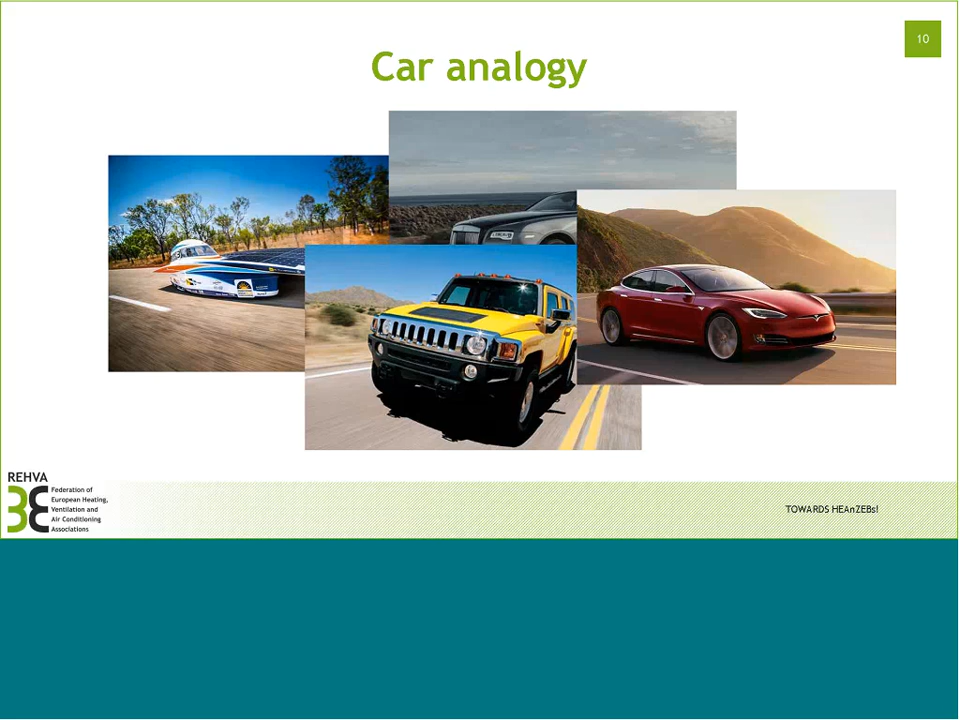 10
Car analogy
REHVA
Federation of
European Heating,
Ventilation and
Air Conditioning
Associations
TOWARDS HEAnZEBs!